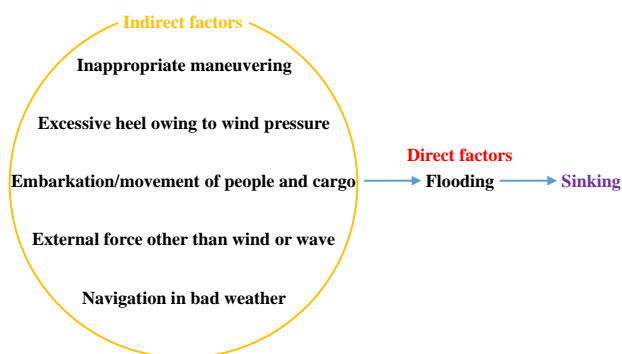 Indirect factors
Inappropriate maneuvering
Excessive heel owing to wind pressure
Direct factors
Embarkation/movement of people and cargo
Flooding
Sinking
External force other than wind or wave
Navigation in bad weather